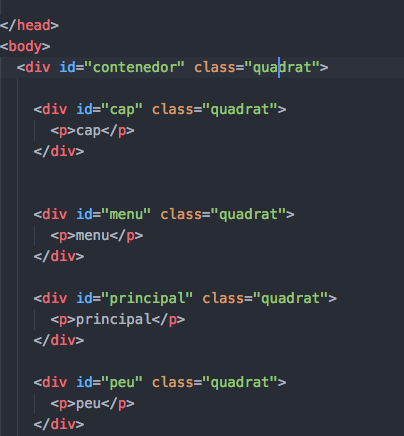 </head>
<body>
<div id="contenedor" class="quadrat">
<div id="cap" class="quadrat">
<p>cap</p>
</div>
<div id="menu" class="quadrat">
<p>menu</p>
</div>
<div id="principal" class="quadrat">
<p>principal</p>
</div>
<div id="peu" class="quadrat">
<p>peu</p>
</div>